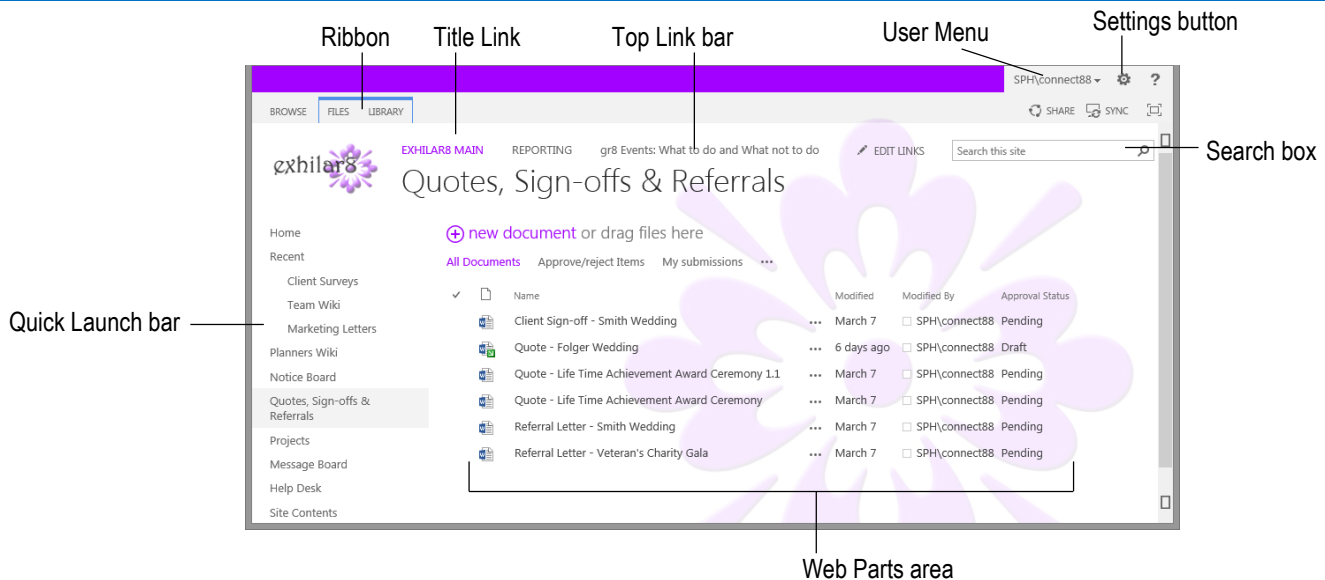 Ribbon Title Link Top Link bar User Menu Settings button
SPH\connect88 ?
BROWSE FILES LIBRARY SHARE SYNC
exhilar8
EXHILAR8 MAIN REPORTING gr8 Events: What to do and What not to do EDIT LINKS Search this site
Search box
Quotes, Sign-offs & Referrals
Home
Recent
Client Surveys
Team Wiki
Marketing Letters
Planners Wiki
Notice Board
Quotes, Sign-offs &
Referrals
Projects
Message Board
Help Desk
Site Contents
Quick Launch bar
new document or drag files here
All Documents Approve/reject Items My submissions ...
Name Modified Modified By Approval Status
Client Sign-off - Smith Wedding ... March 7 SPH\connect88 Pending
Quote - Folger Wedding ... 6 days ago SPH\connect88 Draft
Quote - Life Time Achievement Award Ceremony 1.1 ... March 7 SPH\connect88 Pending
Quote - Life Time Achievement Award Ceremony ... March 7 SPH\connect88 Pending
Referral Letter - Smith Wedding ... March 7 SPH\connect88 Pending
Referral Letter - Veteran's Charity Gala ... March 7 SPH\connect88 Pending
Web Parts area